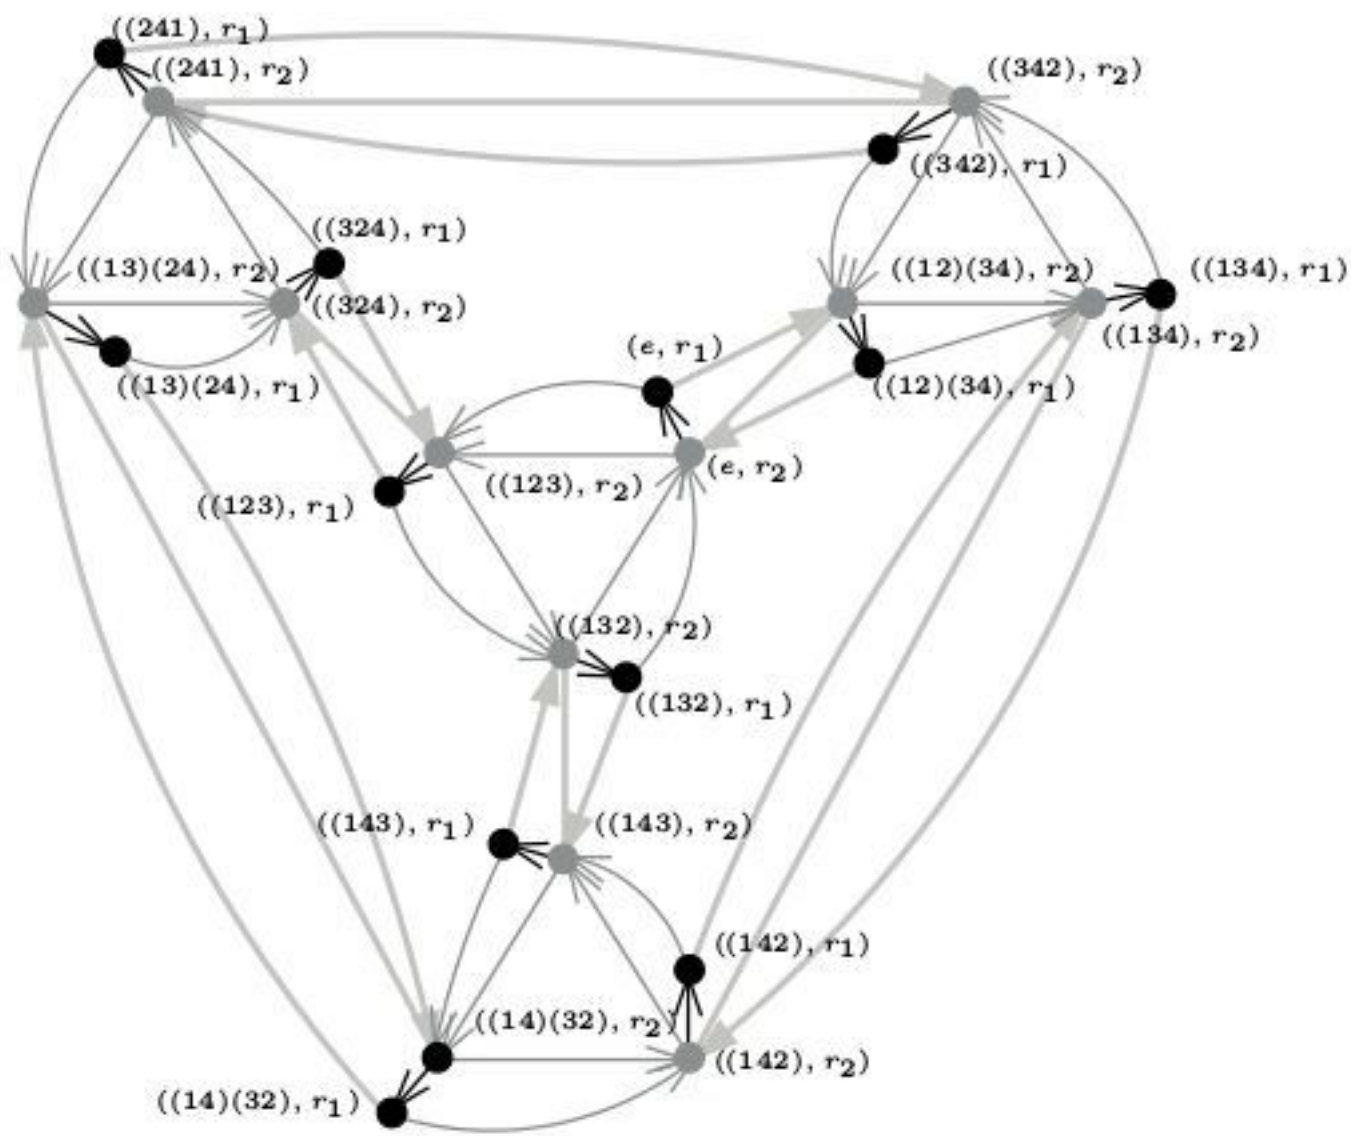 ((241), r1)
((241), r2)
((342), r2)
((342), r1)
((324), r1)
((13)(24), r2)
((12)(34), r2)
((134), r1)
((324), r2)
((134), r2)
(e, r1)
((13)(24), r1)
((12)(34), r1)
(e, r2)
((123), r2)
((123), r1)
((132), r2)
((132), r1)
((143), r1)
((143), r2)
((142), r1)
((14)(32), r2)
((142), r2)
((14)(32), r1)